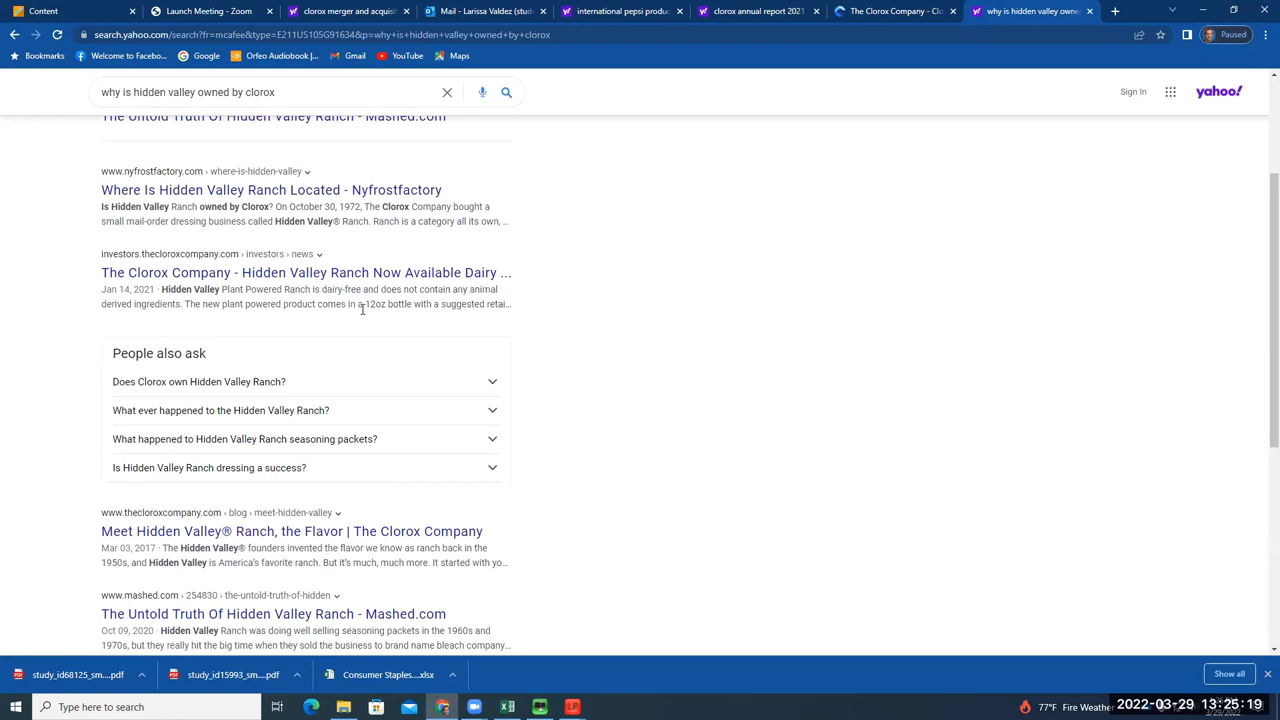 Content
Launch Meeting - Zoom
clorox merger and acquisit
Mail - Larissa Valdez (stude
international pepsi produc
clorox annual report 2021
The Clorox Company - Clo
why is hidden valley owne
search.yahoo.com/search?fr=mcafee&type=E211US105G91634&p=why+is+hidden+valley+owned+by+clorox
Paused
Bookmarks
Welcome to Facebo...
Google
Orfeo Audiobook |...
Gmail
YouTube
Maps
why is hidden valley owned by clorox
Sign In
yahoo!
The Untold Truth Of Hidden Valley Ranch - Mashed.com
www.nyfrostfactory.com › where-is-hidden-valley
Where Is Hidden Valley Ranch Located - Nyfrostfactory
Is Hidden Valley Ranch owned by Clorox? On October 30, 1972, The Clorox Company bought a
small mail-order dressing business called Hidden Valley® Ranch. Ranch is a category all its own, ...
investors.thecloroxcompany.com › investors › news
The Clorox Company - Hidden Valley Ranch Now Available Dairy ...
Jan 14, 2021 · Hidden Valley Plant Powered Ranch is dairy-free and does not contain any animal
derived ingredients. The new plant powered product comes in a 12oz bottle with a suggested retai...
People also ask
Does Clorox own Hidden Valley Ranch?
What ever happened to the Hidden Valley Ranch?
What happened to Hidden Valley Ranch seasoning packets?
Is Hidden Valley Ranch dressing a success?
www.thecloroxcompany.com › blog › meet-hidden-valley
Meet Hidden Valley® Ranch, the Flavor | The Clorox Company
Mar 03, 2017 · The Hidden Valley® founders invented the flavor we know as ranch back in the
1950s, and Hidden Valley is America's favorite ranch. But it's much, much more. It started with yo...
www.mashed.com › 254830 › the-untold-truth-of-hidden
The Untold Truth Of Hidden Valley Ranch - Mashed.com
Oct 09, 2020 · Hidden Valley Ranch was doing well selling seasoning packets in the 1960s and
1970s, but they really hit the big time when they sold the business to brand name bleach company...
study_id68125_sm....pdf
study_id15993_sm....pdf
Consumer Staples....xlsx
Show all
Type here to search
77°F Fire Weather
2022-03-29 13:25:19